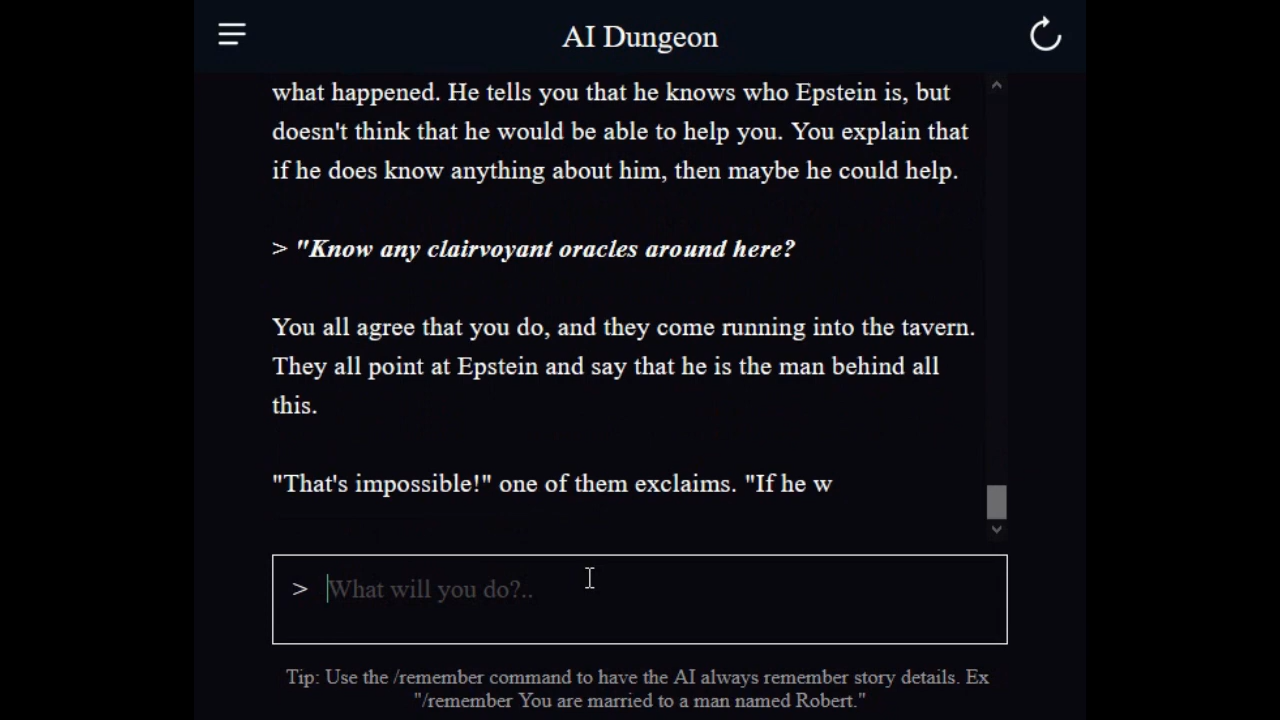 AI Dungeon
what happened. He tells you that he knows who Epstein is, but
doesn't think that he would be able to help you. You explain that
if he does know anything about him, then maybe he could help.
> "Know any clairvoyant oracles around here?
You all agree that you do, and they come running into the tavern.
They all point at Epstein and say that he is the man behind all
this.
"That's impossible!" one of them exclaims. "If he w
> What will you do?..
Tip: Use the /remember command to have the AI always remember story details. Ex
"/remember You are married to a man named Robert."